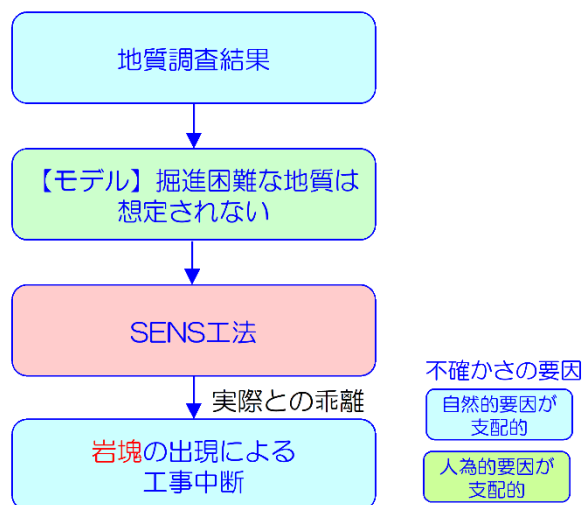 地質調査結果
【モデル】掘進困難な地質は
想定されない
SENS工法
実際との乖離
岩塊の出現による
工事中断
不確かさの要因
自然的要因が
支配的
人為的要因が
支配的